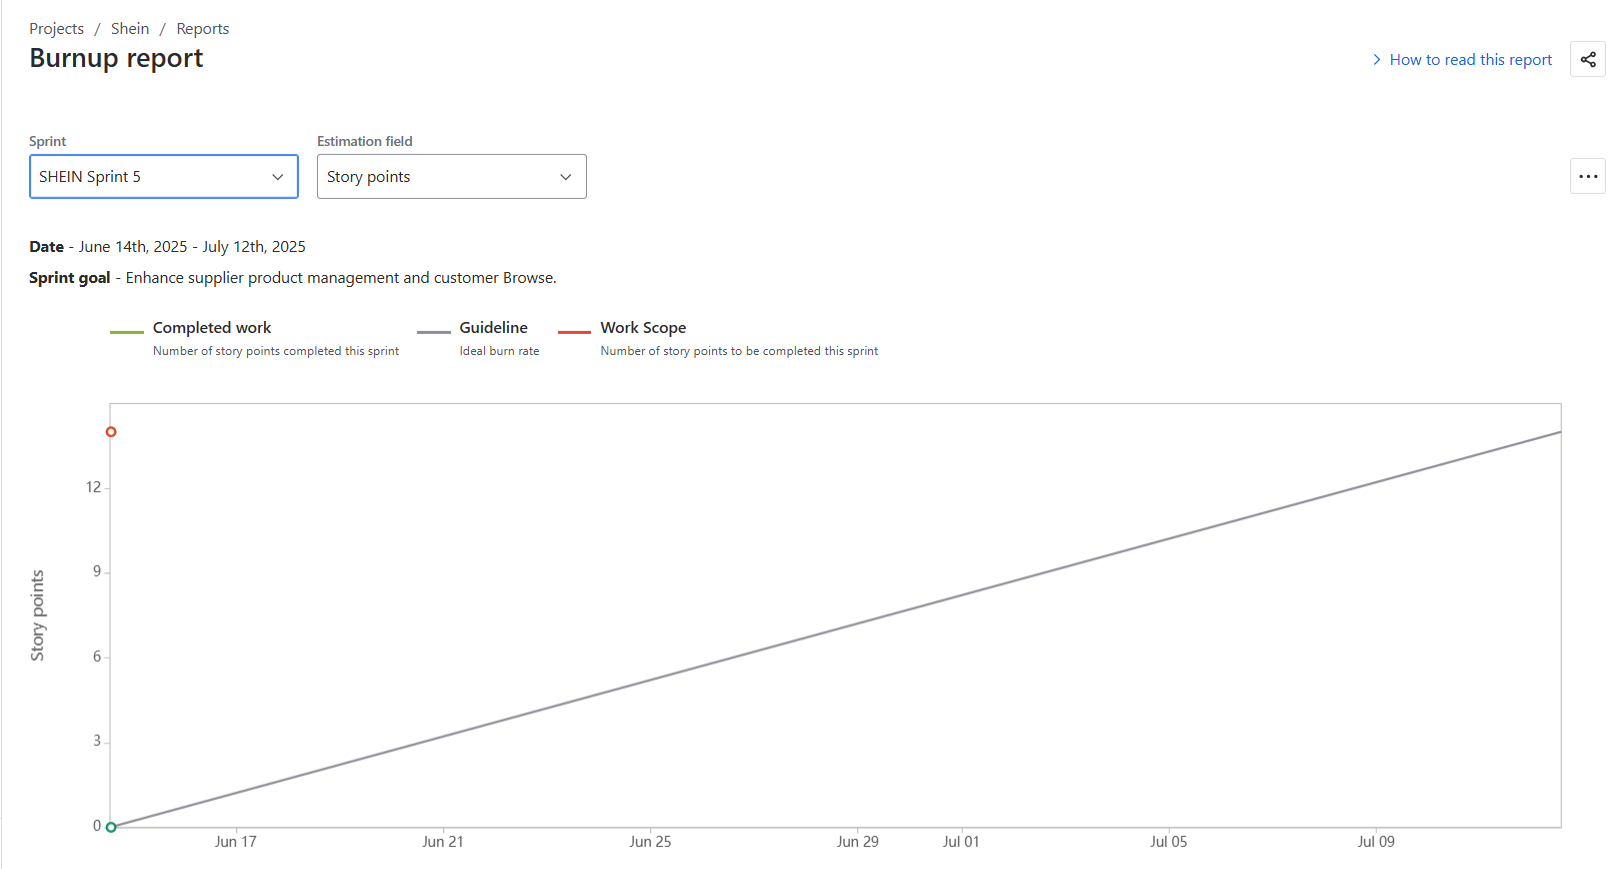 Projects / Shein / Reports
Burnup report
How to read this report
Sprint
Estimation field
SHEIN Sprint 5
Story points
Date - June 14th, 2025 - July 12th, 2025
Sprint goal - Enhance supplier product management and customer Browse.
Completed work
Number of story points completed this sprint
Guideline
Ideal burn rate
Work Scope
Number of story points to be completed this sprint
Story points
12
9
6
3
0
Jun 17 Jun 21 Jun 25 Jun 29 Jul 01 Jul 05 Jul 09